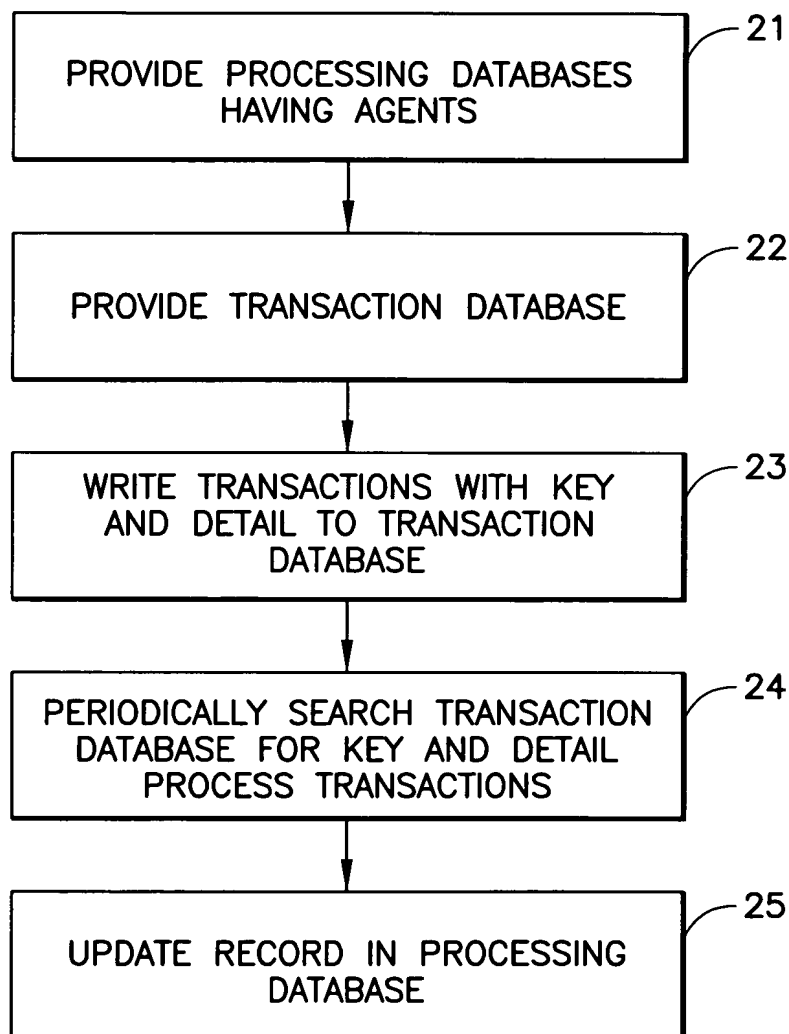 21
PROVIDE PROCESSING DATABASES
HAVING AGENTS
22
PROVIDE TRANSACTION DATABASE
23
WRITE TRANSACTIONS WITH KEY
AND DETAIL TO TRANSACTION
DATABASE
24
PERIODICALLY SEARCH TRANSACTION
DATABASE FOR KEY AND DETAIL
PROCESS TRANSACTIONS
25
UPDATE RECORD IN PROCESSING
DATABASE